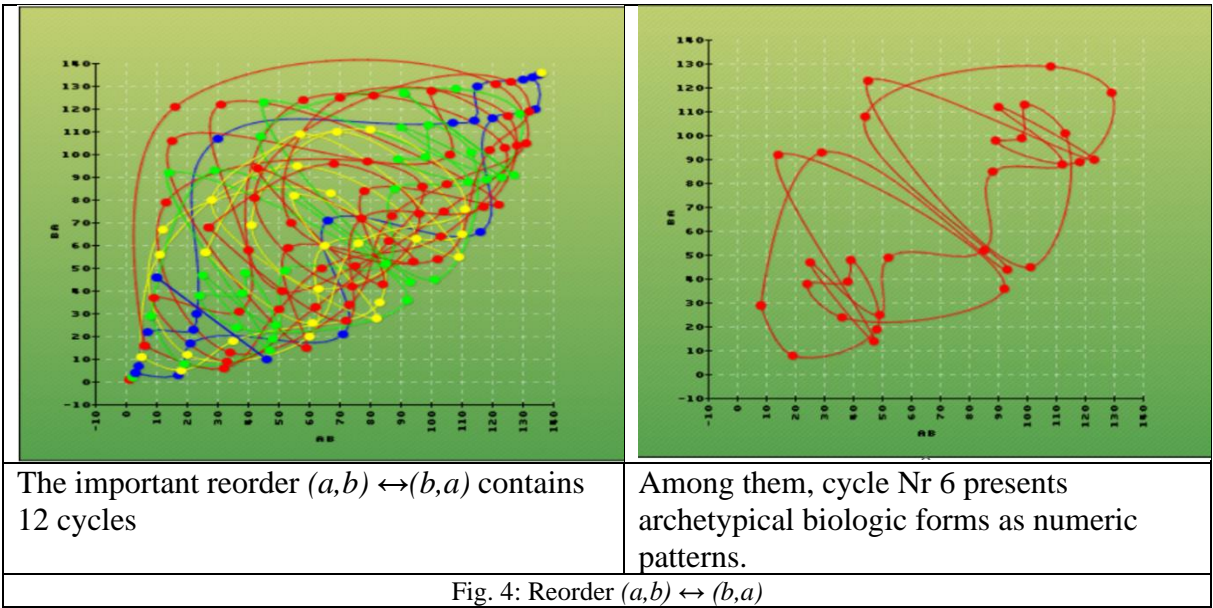 140
130
120
110
100
90
80
70
60
50
40
30
20
10
0
-10
BA
-10 0 10 20 30 40 50 60 70 80 90 100 110 120 130 140
AB
140
130
120
110
100
90
80
70
60
50
40
30
20
10
0
-10
BA
-10 0 10 20 30 40 50 60 70 80 90 100 110 120 130 140
AB
The important reorder (a,b) ↔(b,a) contains
12 cycles
Among them, cycle Nr 6 presents
archetypical biologic forms as numeric
patterns.
Fig. 4: Reorder (a,b) ↔ (b,a)